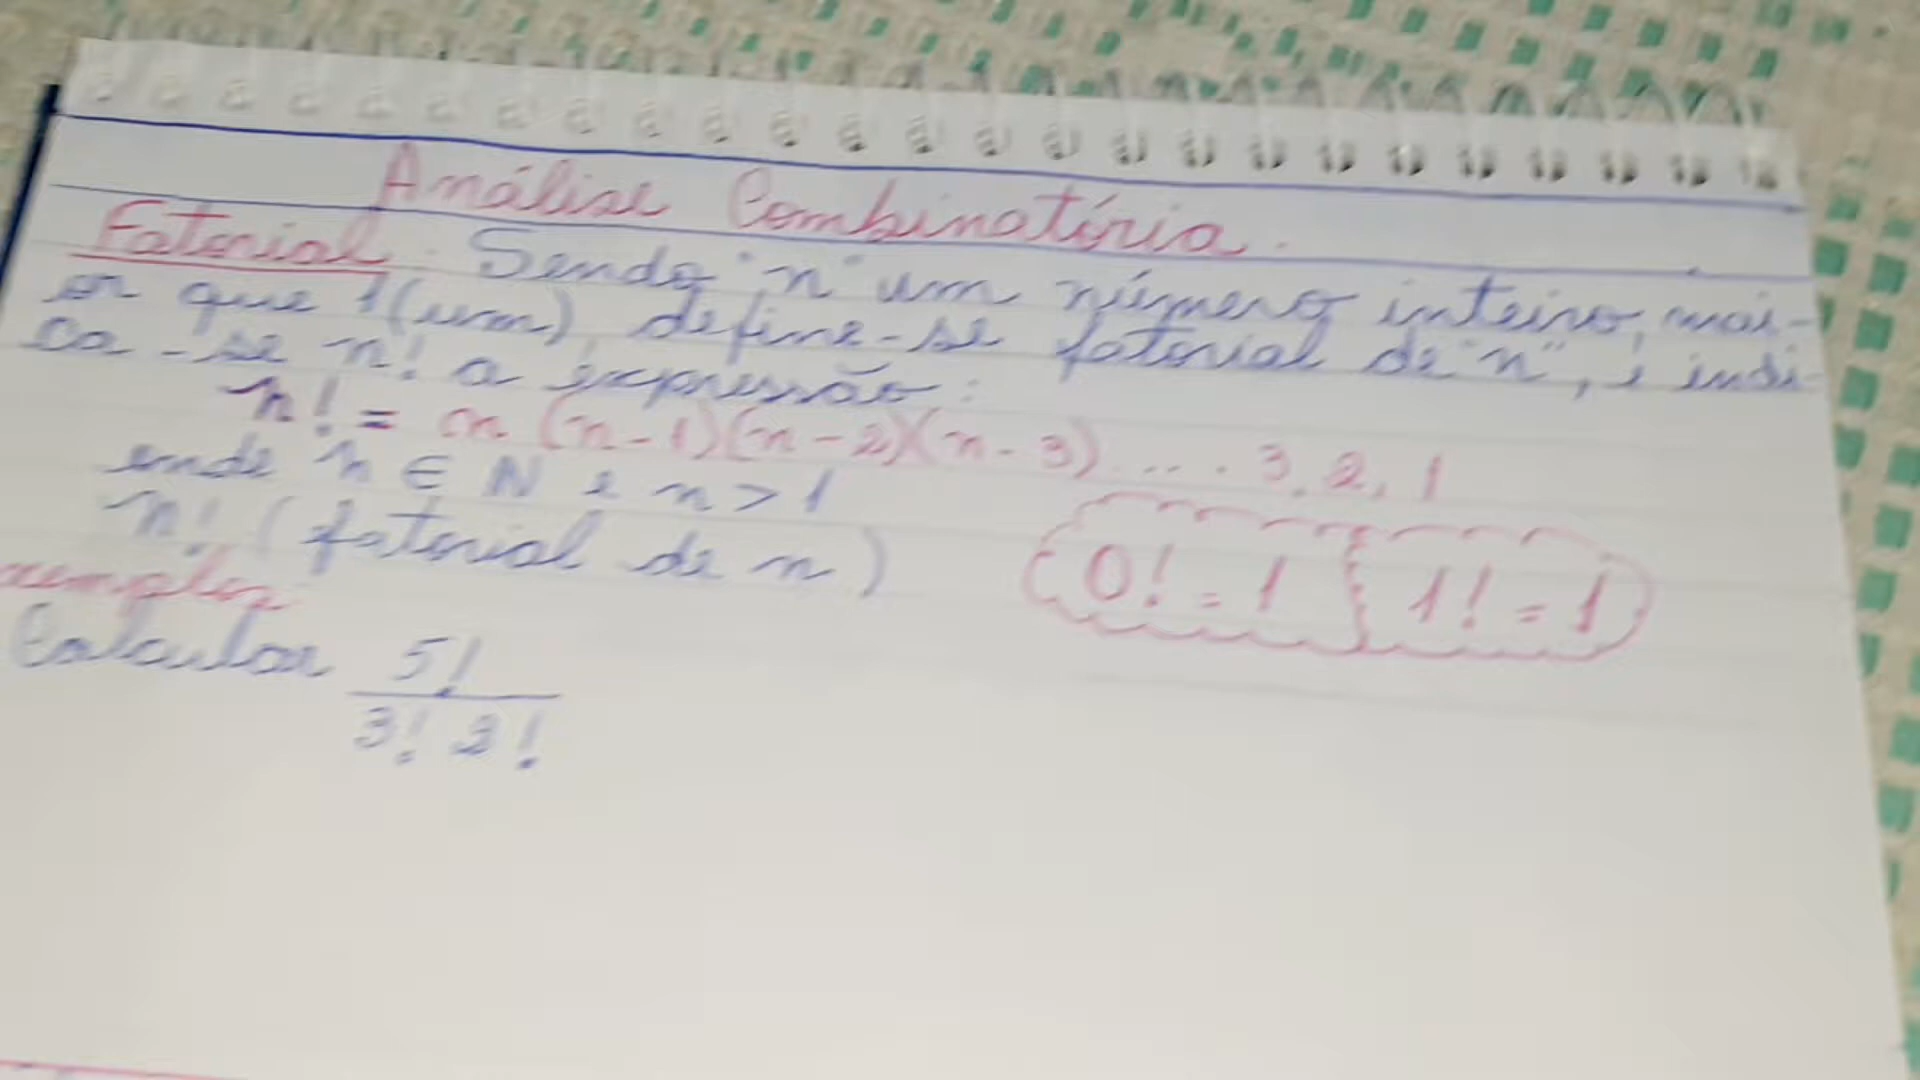 Análise Combinatória.
Fatorial. Sendo "n" um número inteiro, mai-
or que 1 (um), define-se fatorial de "n", e indi-
ca-se n! a expressão:
n! = n.(n-1)(n-2)(n-3)....3.2.1
onde n ∈ N e n > 1
n! (fatorial de n)
0! = 1 1! = 1
xemplos
Calcular 5!
3! 2!